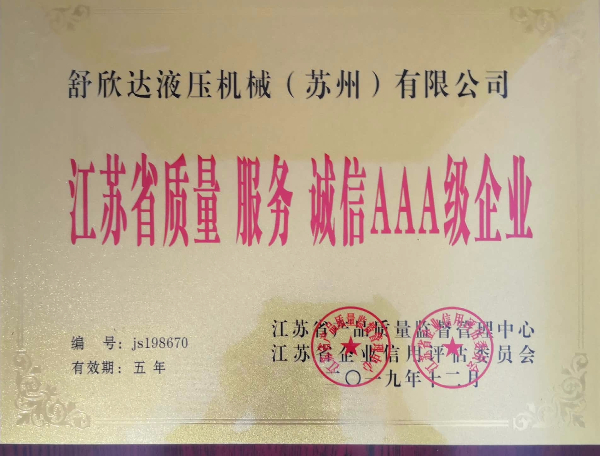 舒欣达液压机械（苏州）有限公司
江苏省质量 服务 诚信AAA级企业
编 号：js198670
有效期：五 年
江苏省产品质量监督管理中心
江苏省企业信用评估委员会
二〇一九年十二月